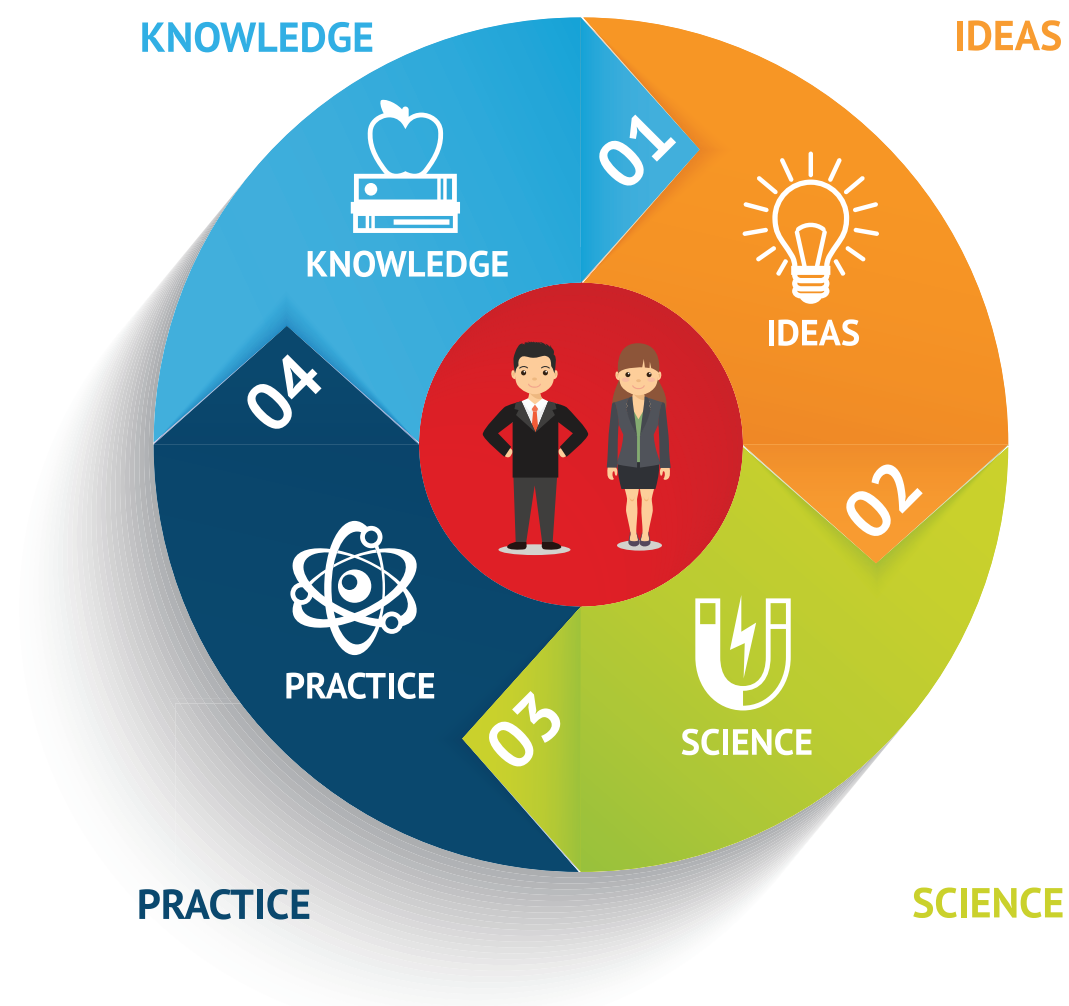 KNOWLEDGE
IDEAS
01
KNOWLEDGE
IDEAS
04
02
PRACTICE
03
SCIENCE
PRACTICE
SCIENCE